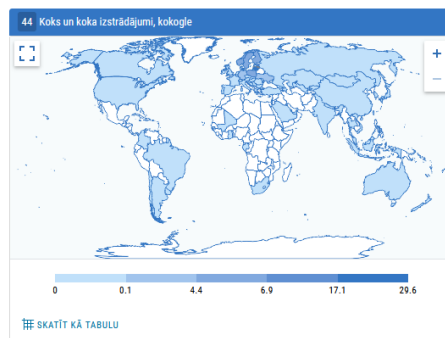 44 Koks un koka izstrādājumi, kokogle
+
−
0 0.1 4.4 6.9 17.1 29.6
SKATĪT KĀ TABULU